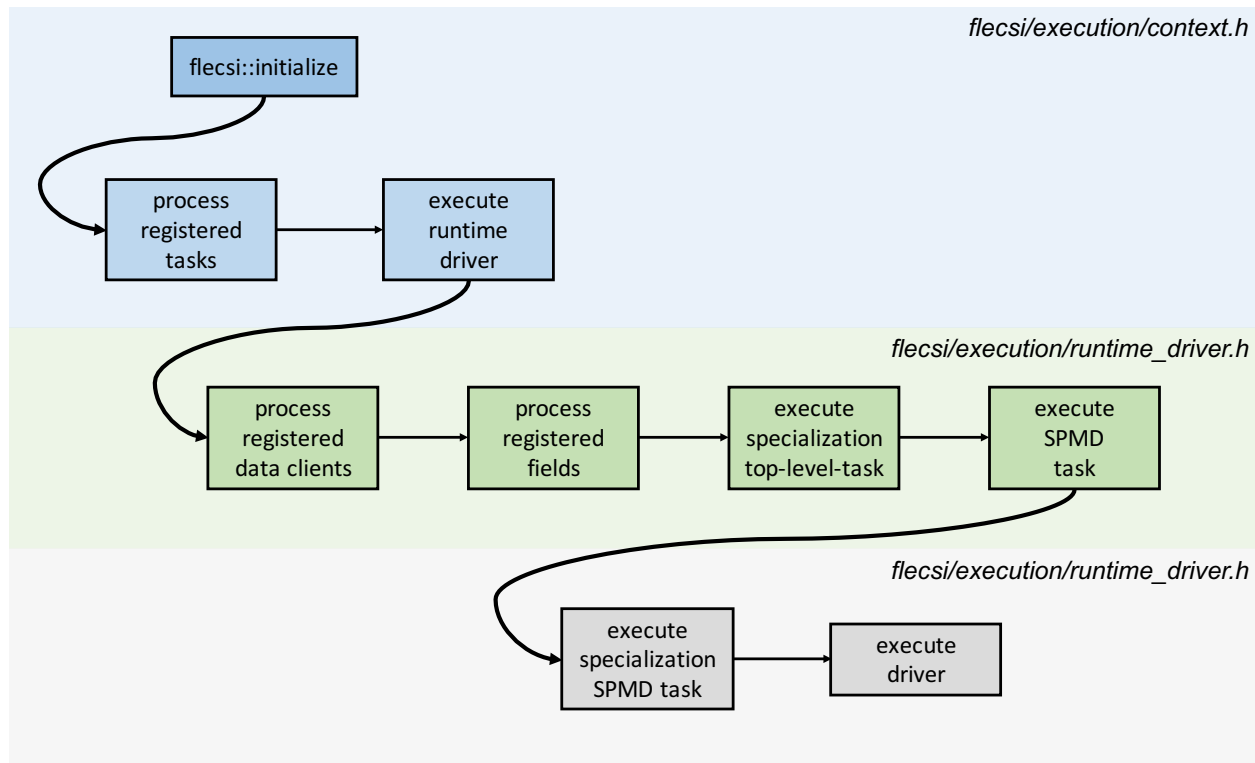 flecsi/execution/context.h
flecsi::initialize
process
registered
tasks
execute
runtime
driver
flecsi/execution/runtime_driver.h
process
registered
data clients
process
registered
fields
execute
specialization
top-level-task
execute
SPMD
task
flecsi/execution/runtime_driver.h
execute
specialization
SPMD task
execute
driver